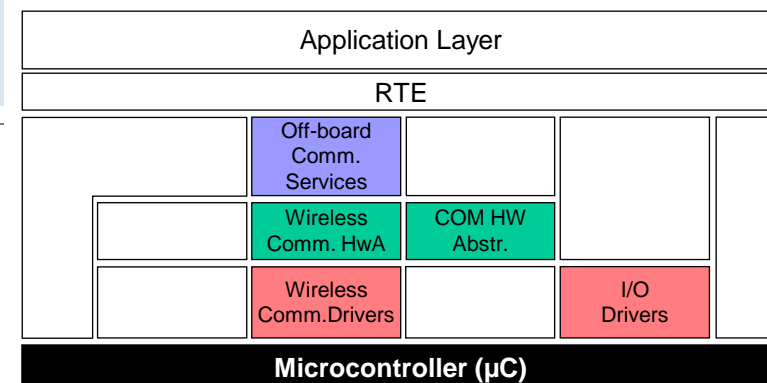 Application Layer
RTE
Off-board
Comm.
Services
Wireless
Comm. HwA
COM HW
Abstr.
Wireless
Comm.Drivers
I/O
Drivers
Microcontroller (µC)